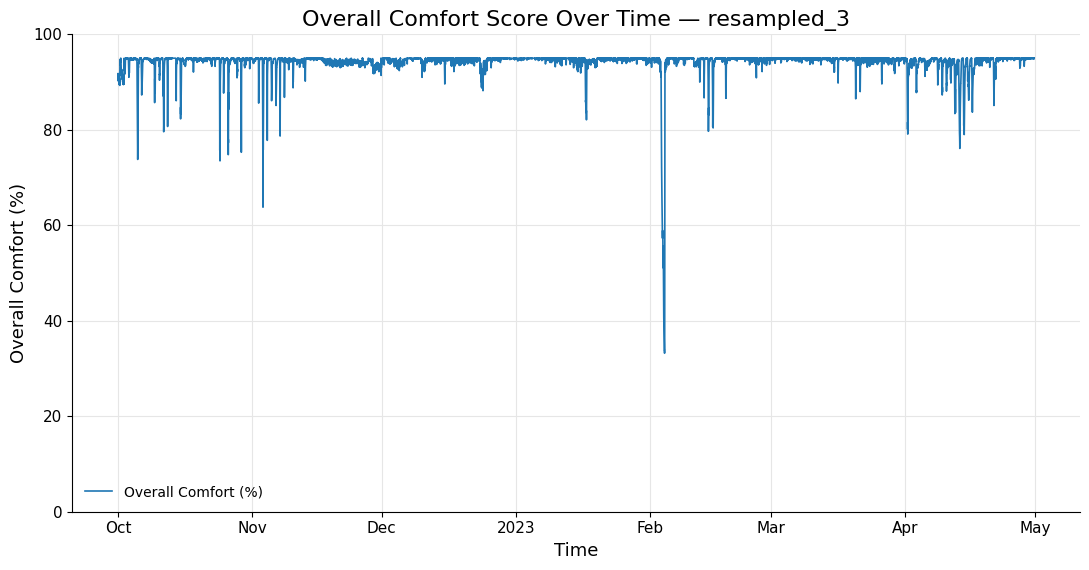 Overall Comfort Score Over Time — resampled_3
Overall Comfort (%)
100
80
60
40
20
0
Overall Comfort (%)
Oct Nov Dec 2023 Feb Mar Apr May
Time